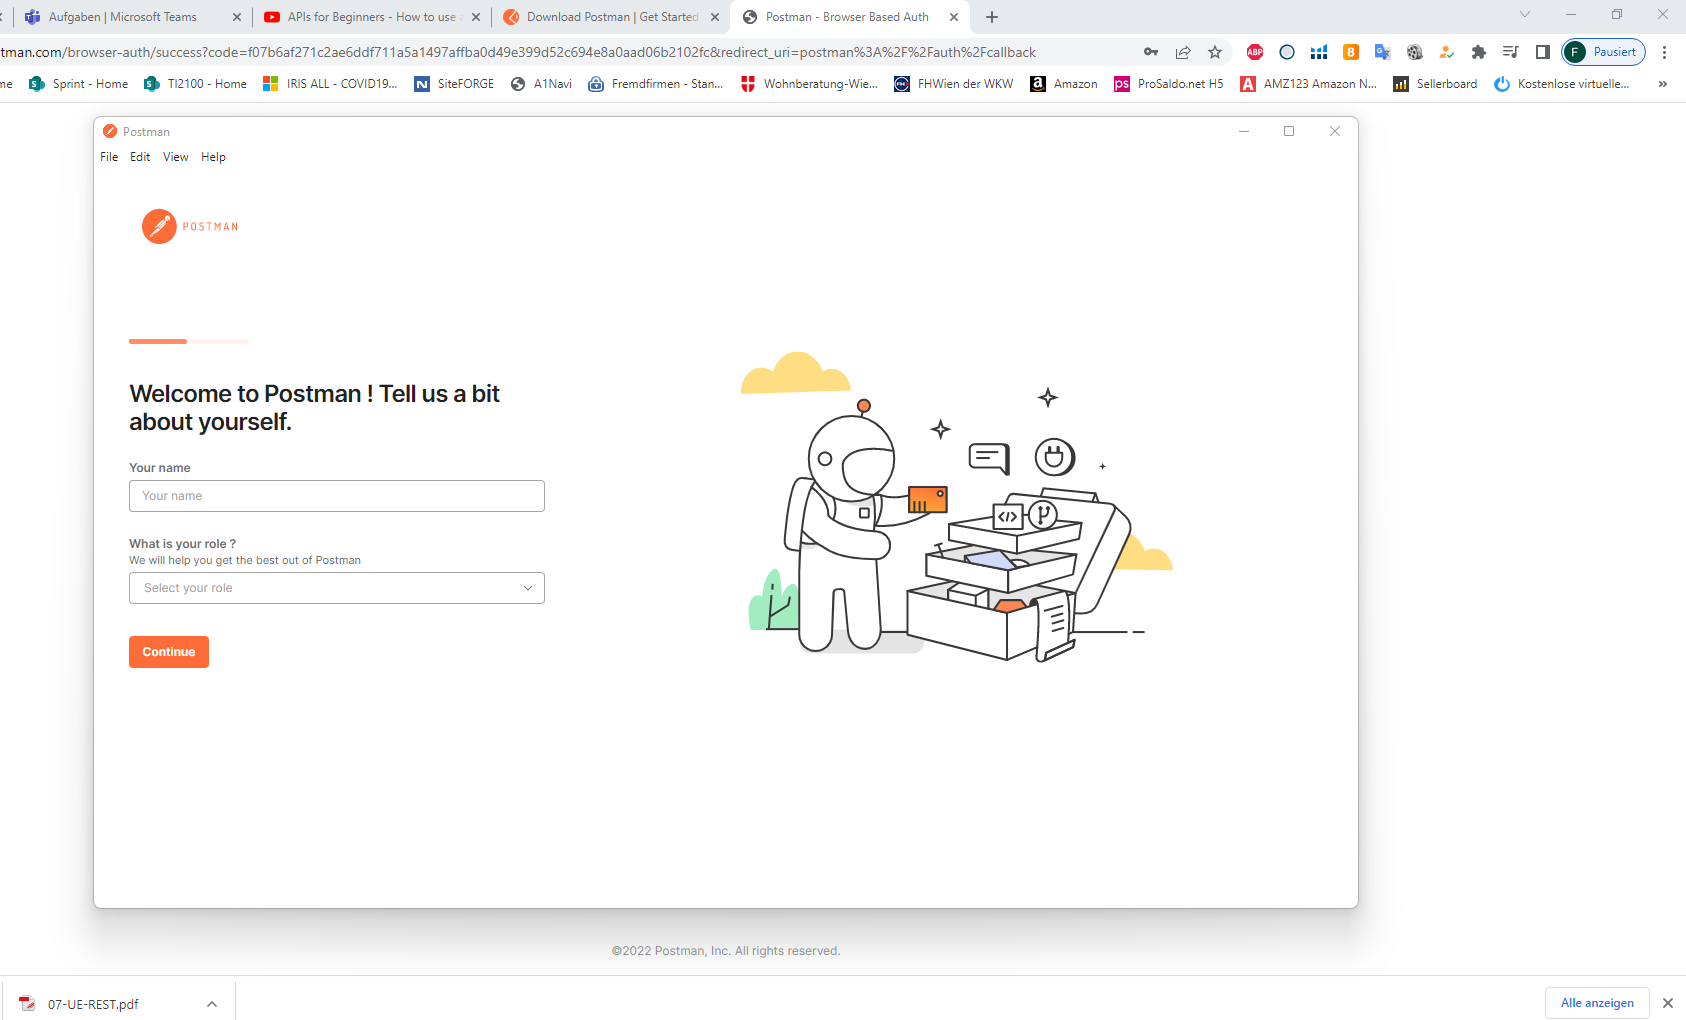 Aufgaben | Microsoft Teams
APIs for Beginners - How to use
Download Postman | Get Started
Postman - Browser Based Auth
tman.com/browser-auth/success?code=f07b6af271c2ae6ddf711a5a1497affba0d49e399d52c694e8a0aad06b2102fc&redirect_uri=postman%3A%2F%2Fauth%2Fcallback
ABP
8
F
Pausiert
me
Sprint - Home
TI2100 - Home
IRIS ALL - COVID19...
SiteFORGE
A1Navi
Fremdfirmen - Stan...
Wohnberatung-Wie...
FHWien der WKW
Amazon
ps
ProSaldo.net H5
AMZ123 Amazon N...
Sellerboard
Kostenlose virtuelle...
»
Postman
File Edit View Help
POSTMAN
Welcome to Postman ! Tell us a bit
about yourself.
Your name
Your name
What is your role ?
We will help you get the best out of Postman
Select your role
Continue
</>
©2022 Postman, Inc. All rights reserved.
07-UE-REST.pdf
Alle anzeigen